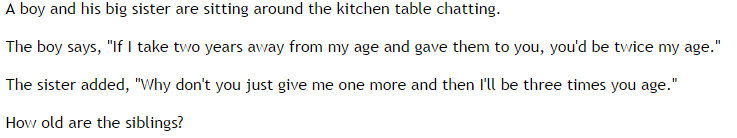 A boy and his big sister are sitting around the kitchen table chatting.
The boy says, "If I take two years away from my age and gave them to you, you'd be twice my age."
The sister added, "Why don't you just give me one more and then I'll be three times you age."
How old are the siblings?